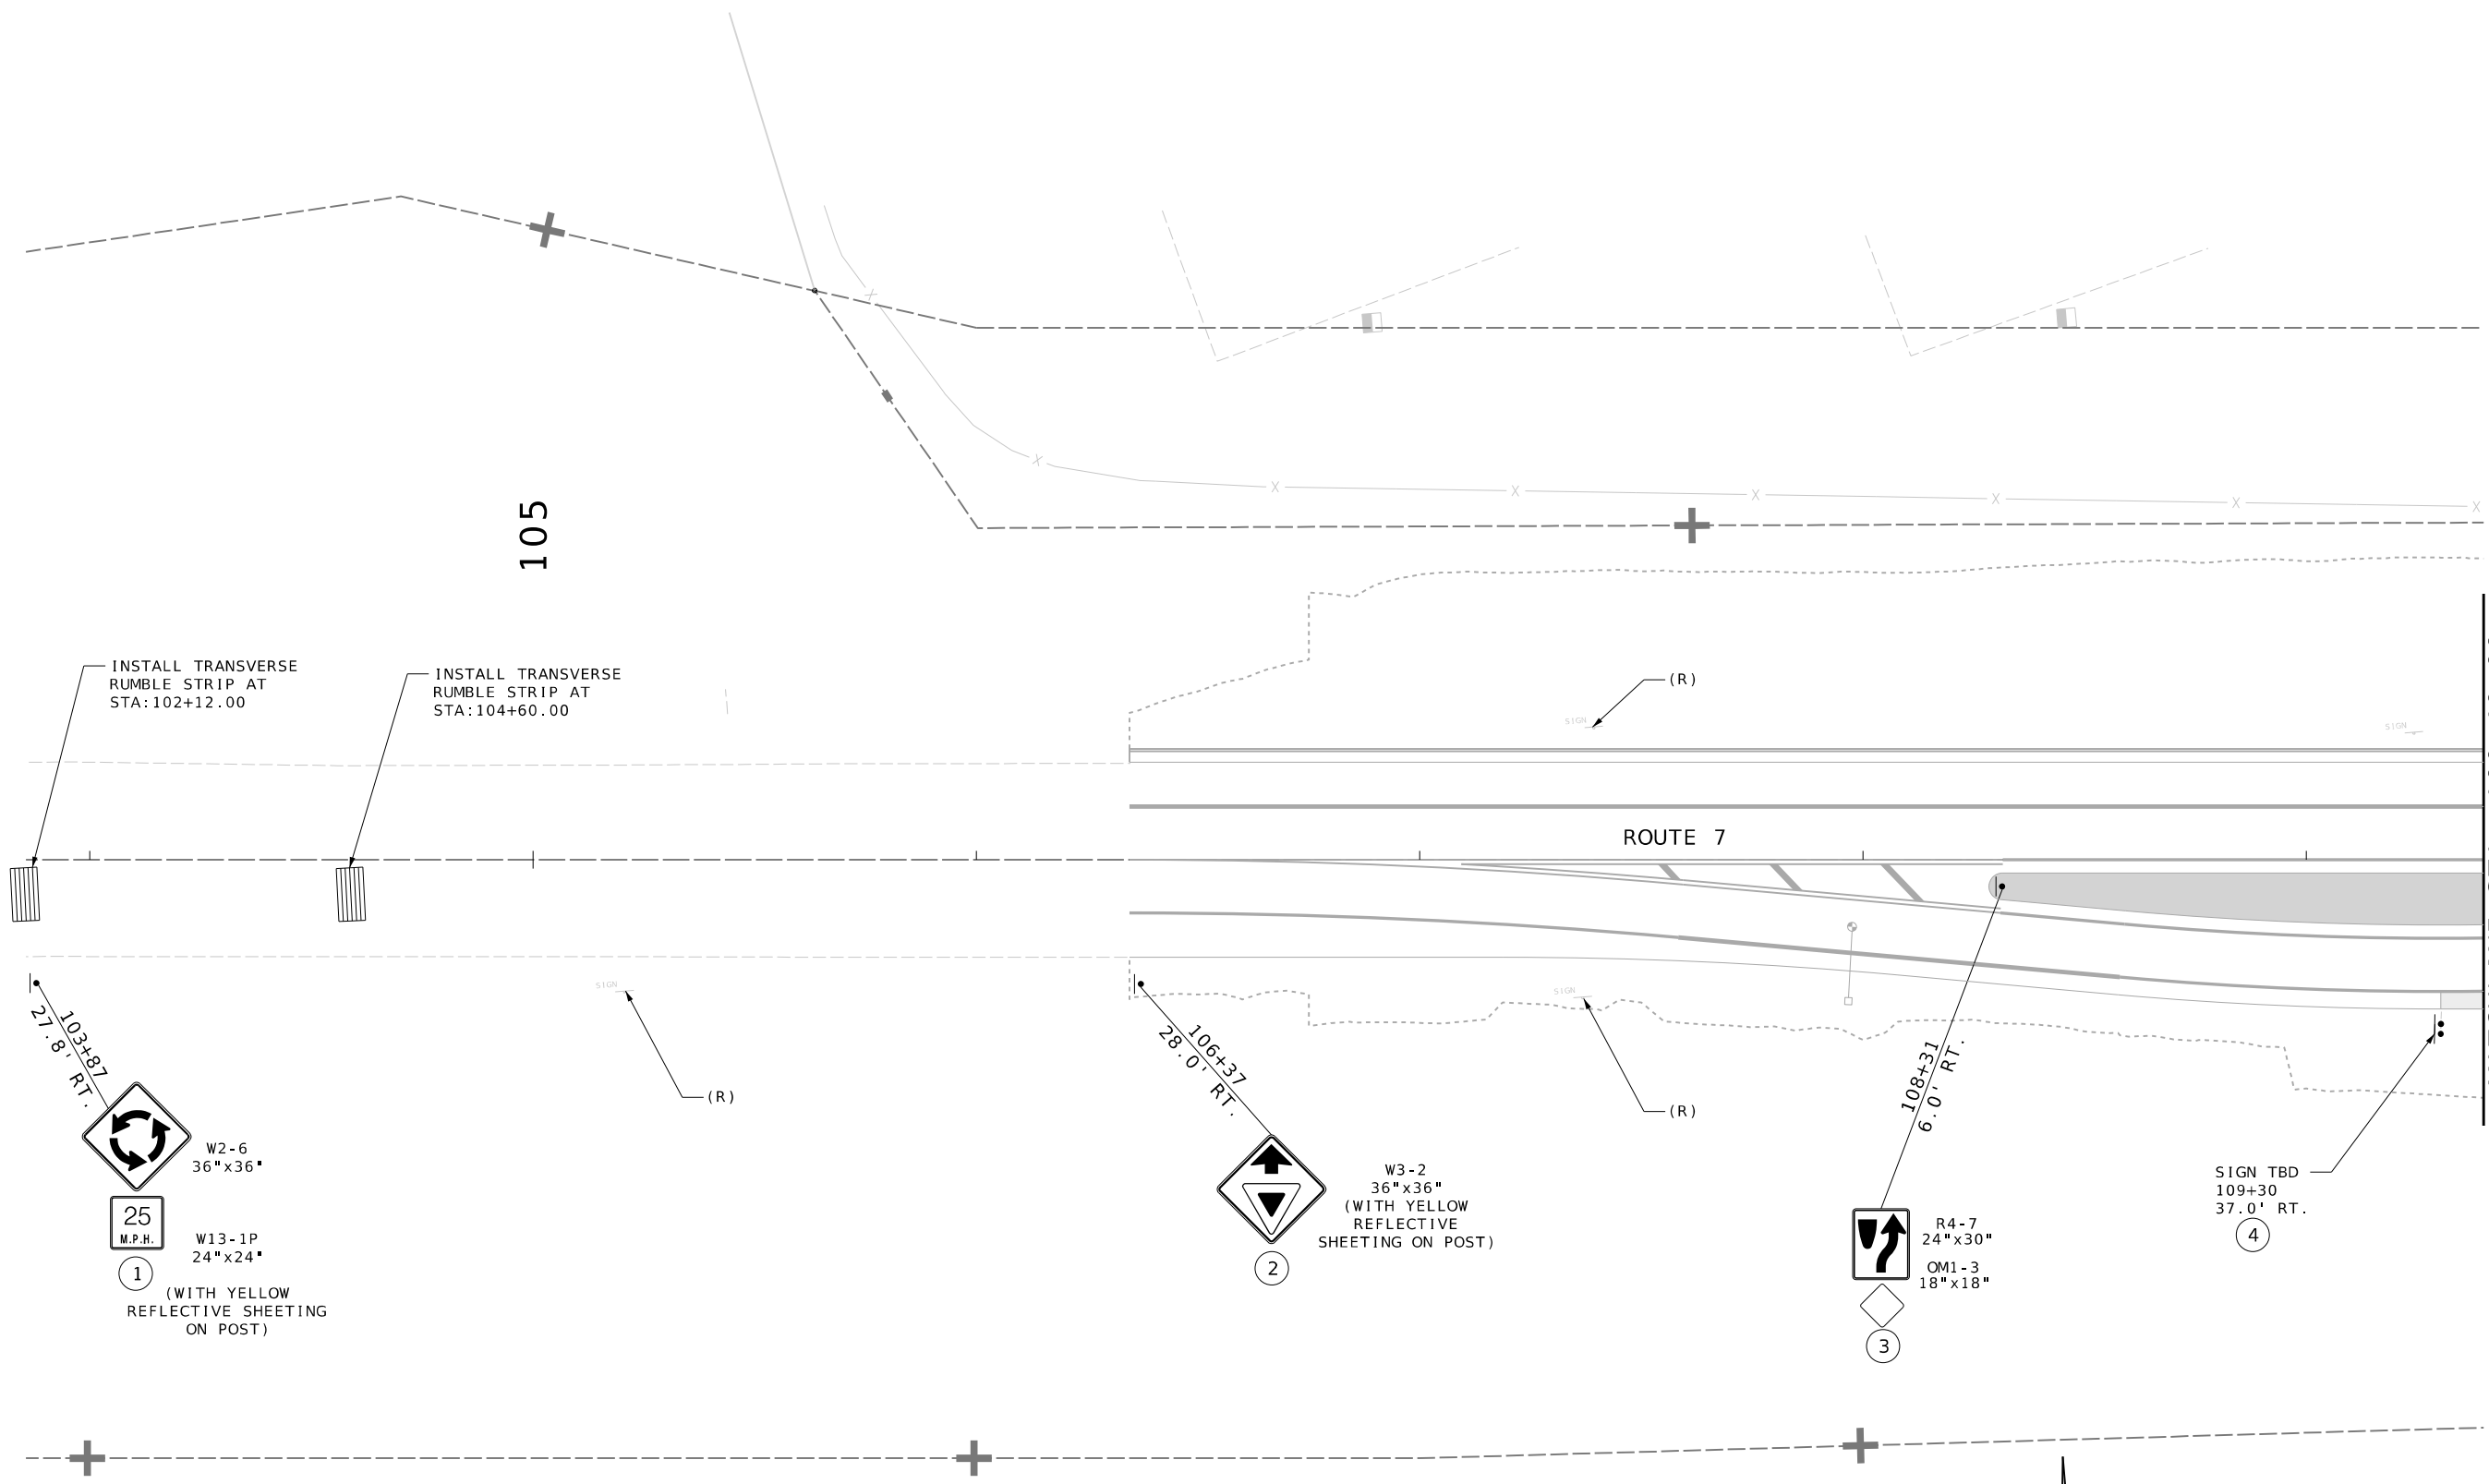 105
INSTALL TRANSVERSE
RUMBLE STRIP AT
STA:102+12.00
INSTALL TRANSVERSE
RUMBLE STRIP AT
STA:104+60.00
SIGN
(R)
SIGN
ROUTE 7
SIGN
(R)
SIGN
(R)
103+87
27.8' RT.
W2-6
36"x36"
25
M.P.H.
W13-1P
24"x24"
1
(WITH YELLOW
REFLECTIVE SHEETING
ON POST)
106+37
28.0' RT.
W3-2
36"x36"
(WITH YELLOW
REFLECTIVE
SHEETING ON POST)
2
108+31
6.0' RT.
R4-7
24"x30"
OM1-3
18"x18"
3
SIGN TBD
109+30
37.0' RT.
4
X
X
X
X
X
X
X
X